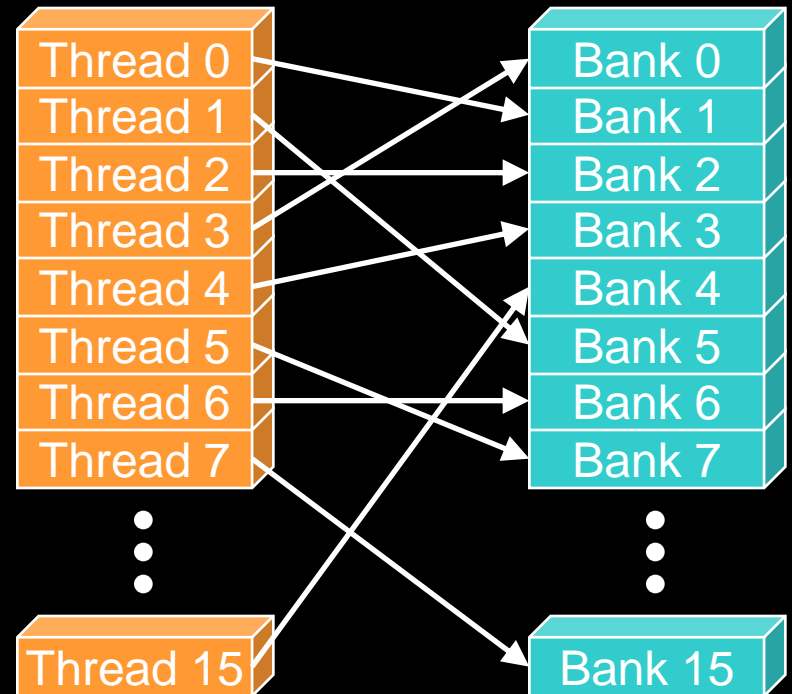 Thread 0
Thread 1
Thread 2
Thread 3
Thread 4
Thread 5
Thread 6
Thread 7
Thread 15
Bank 0
Bank 1
Bank 2
Bank 3
Bank 4
Bank 5
Bank 6
Bank 7
Bank 15